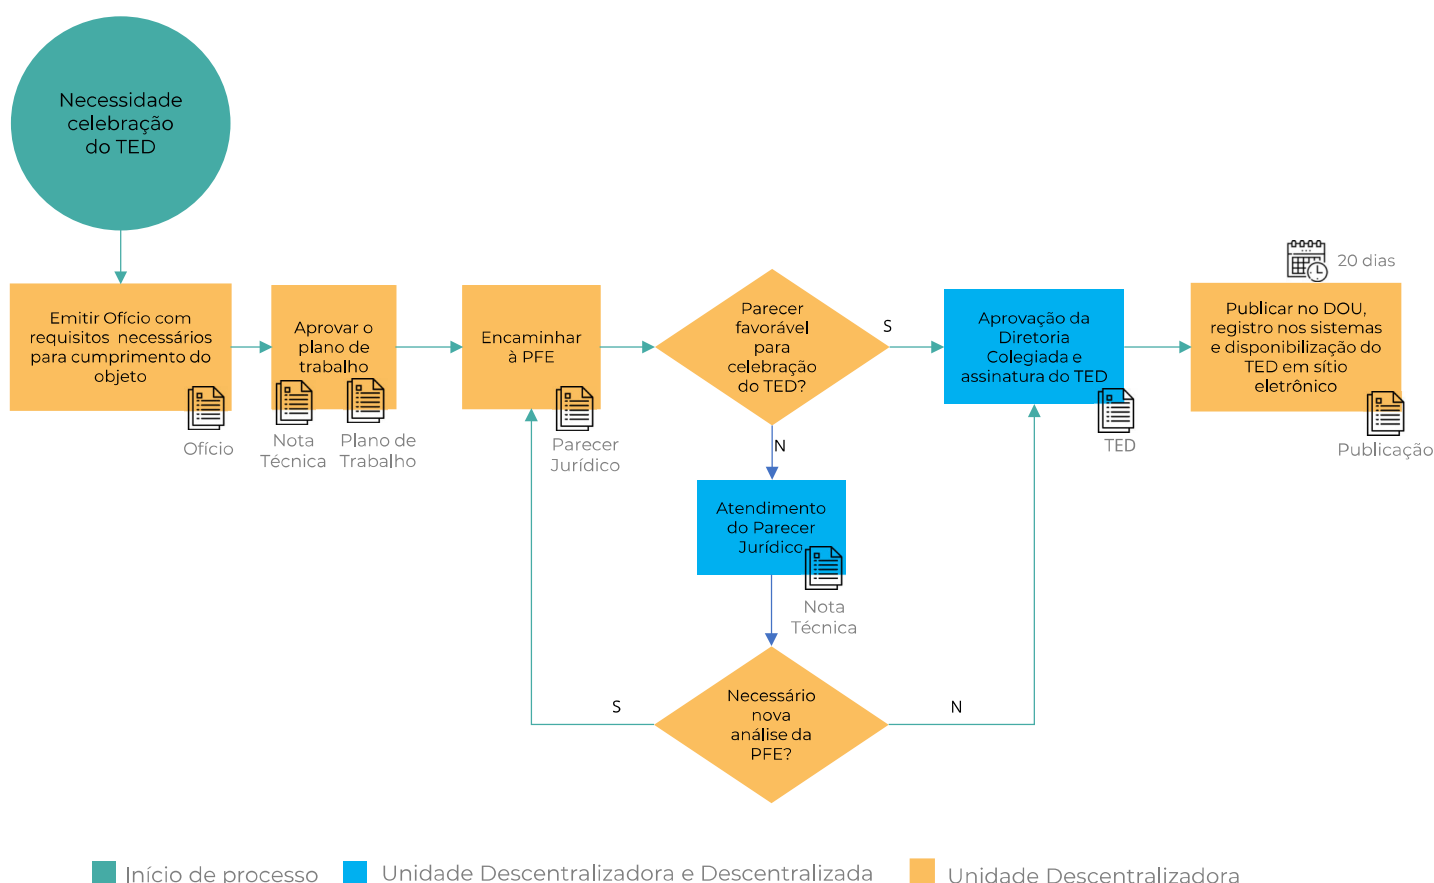 Necessidade
celebração
do TED
Emitir Ofício com
requisitos necessários
para cumprimento do
objeto
Ofício
Aprovar o
plano de
trabalho
Nota
Técnica
Plano de
Trabalho
Encaminhar
à PFE
Parecer
Jurídico
Parecer
favorável
para
celebração
do TED?
S
N
Aprovação da
Diretoria
Colegiada e
assinatura do TED
TED
20 dias
Publicar no DOU,
registro nos sistemas
e disponibilização do
TED em sítio
eletrônico
Publicação
Atendimento
do Parecer
Jurídico
Nota
Técnica
Necessário
nova
análise da
PFE?
S
N
Início de processo
Unidade Descentralizadora e Descentralizada
Unidade Descentralizadora